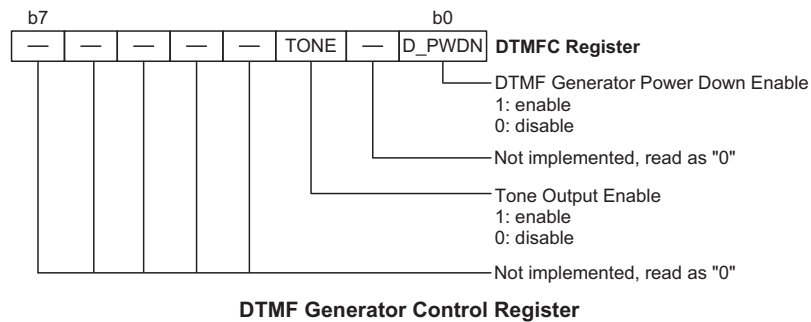 b7 b0
— — — — — TONE — D_PWDN DTMFC Register
DTMF Generator Power Down Enable
1: enable
0: disable
Not implemented, read as "0"
Tone Output Enable
1: enable
0: disable
Not implemented, read as "0"
DTMF Generator Control Register